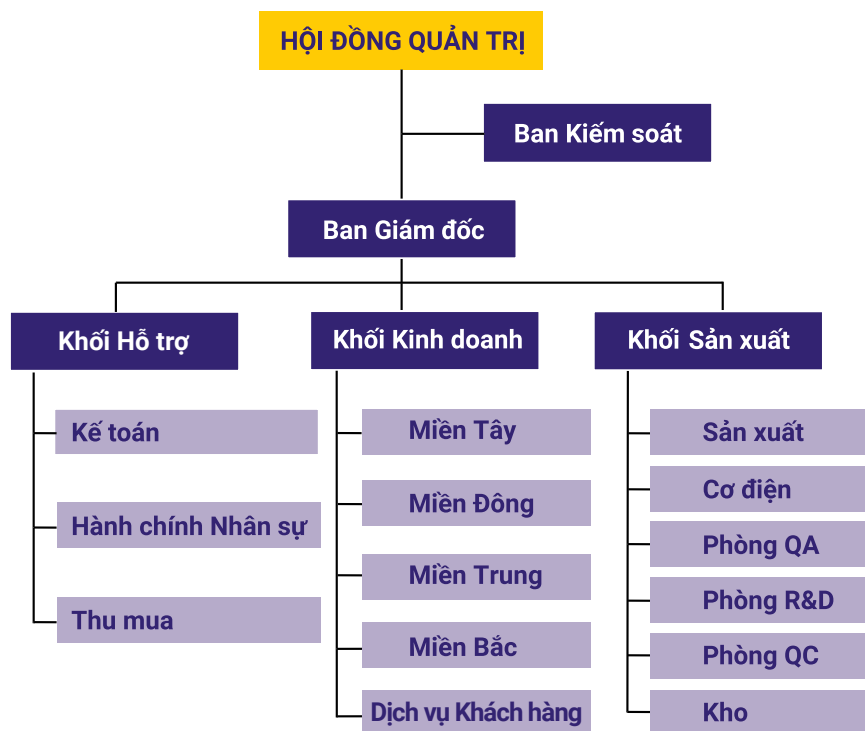 HỘI ĐỒNG QUẢN TRỊ
Ban Kiếm soát
Ban Giám đốc
Khối Hỗ trợ
Khối Kinh doanh
Khối Sản xuất
Kế toán
Hành chính Nhân sự
Thu mua
Miền Tây
Miền Đông
Miền Trung
Miền Bắc
Dịch vụ Khách hàng
Sản xuất
Cơ điện
Phòng QA
Phòng R&D
Phòng QC
Kho